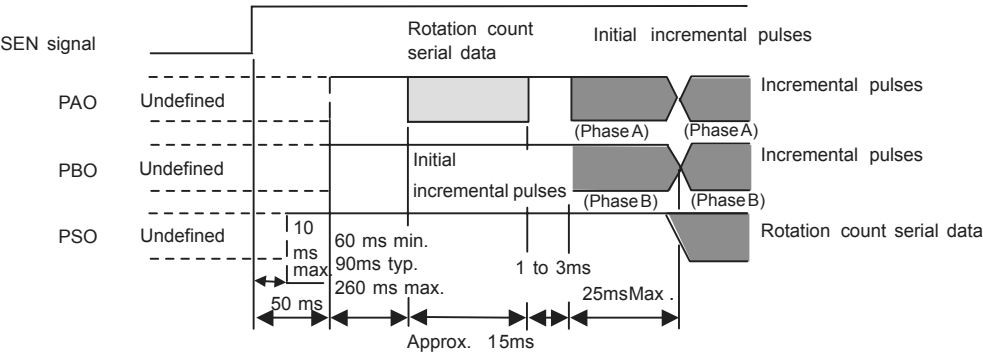 Rotation count
serial data
Initial incremental pulses
SEN signal
Incremental pulses
PAO Undefined
(Phase A) (Phase A)
Incremental pulses
Initial
PBO Undefined
incremental pulses
(Phase B) (Phase B)
PSO Undefined
Rotation count serial data
10
ms
max.
60 ms min.
90ms typ.
260 ms max.
1 to 3ms
25msMax .
50 ms
Approx. 15ms